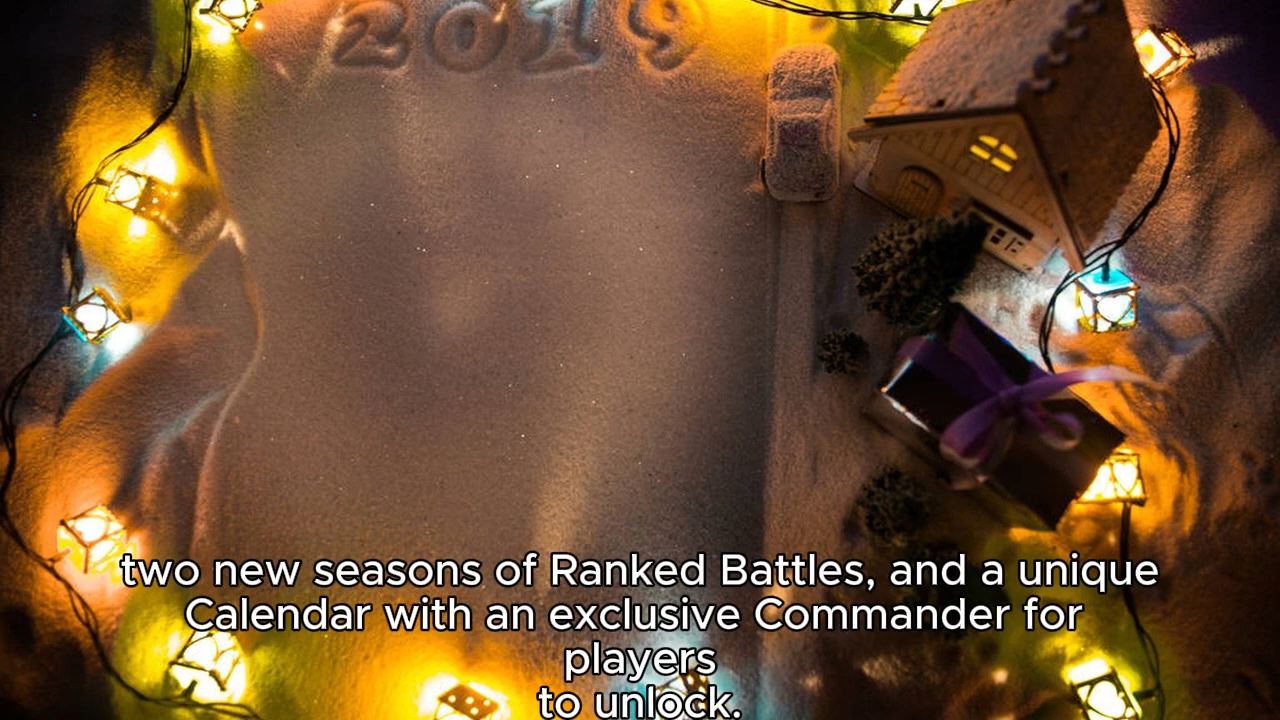 2019
two new seasons of Ranked Battles, and a unique
Calendar with an exclusive Commander for
players
to unlock.